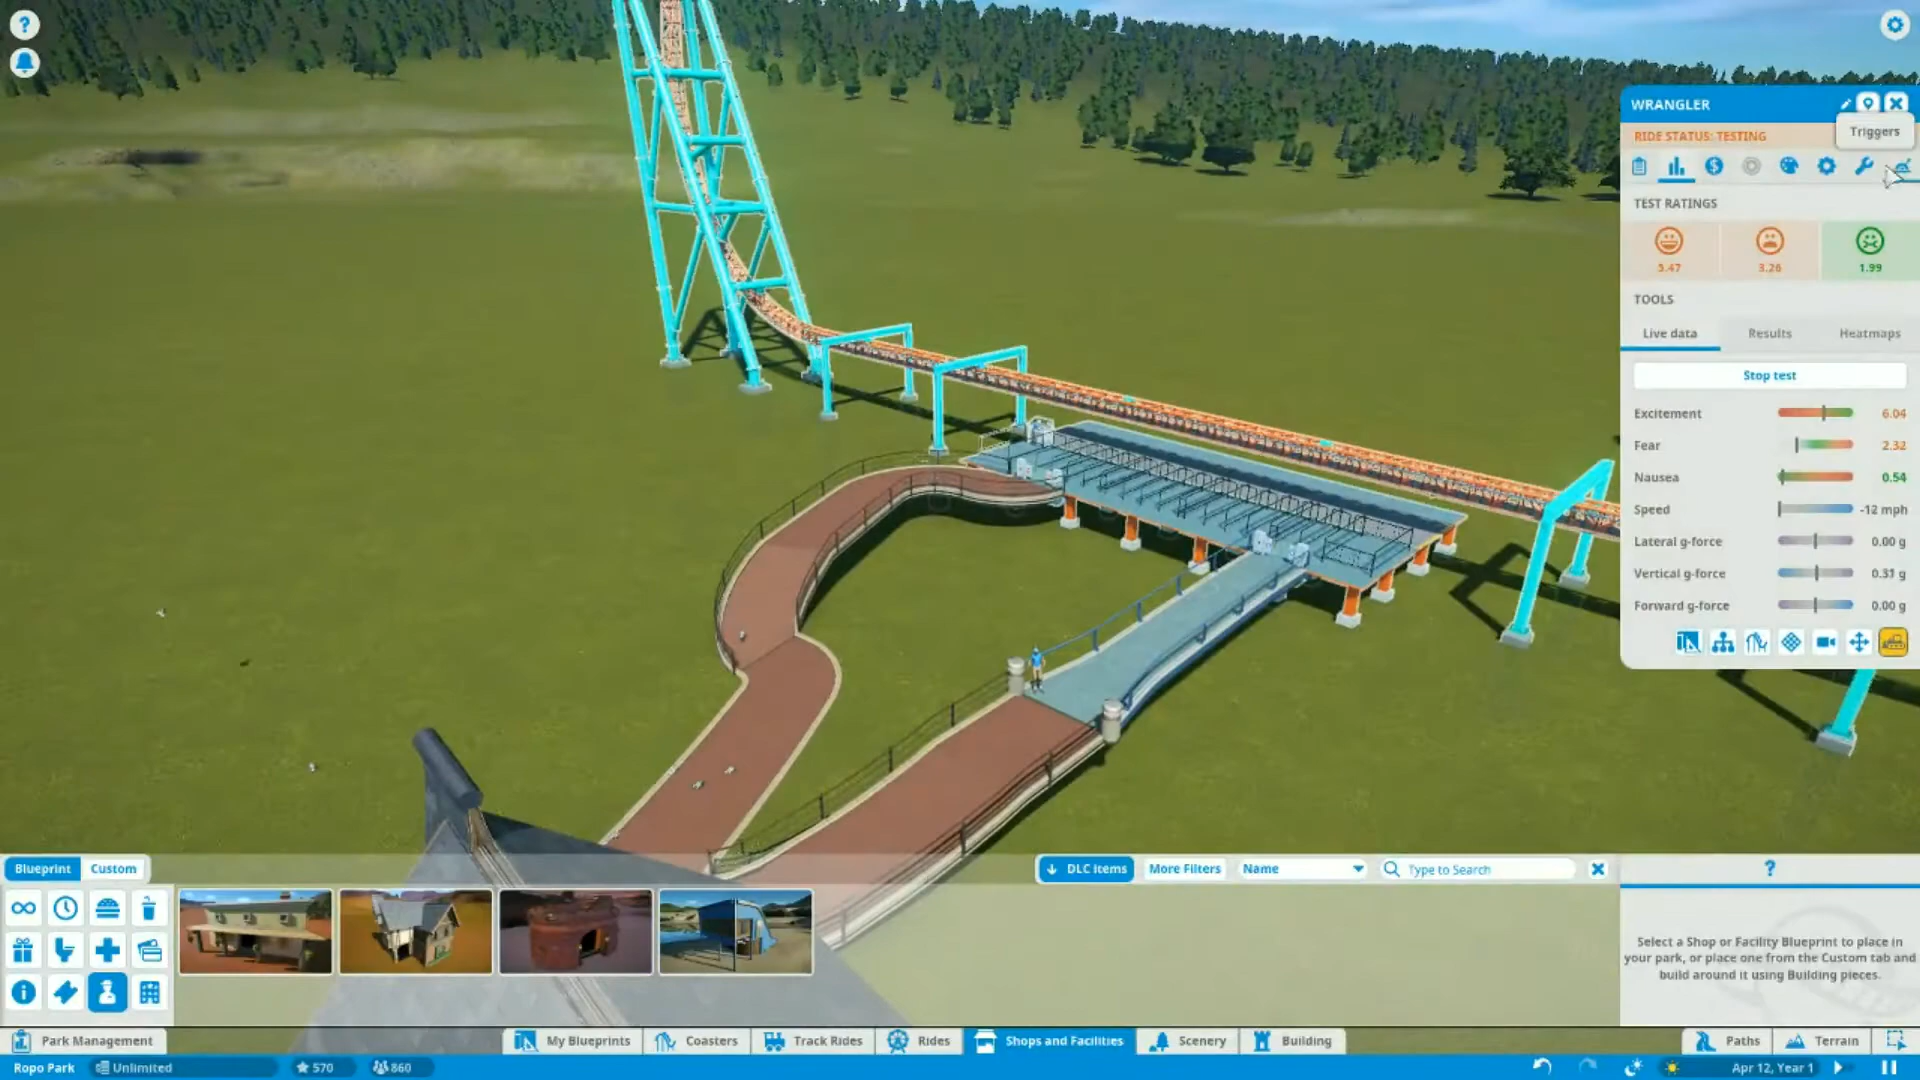 WRANGLER
RIDE STATUS: TESTING
Triggers
TEST RATINGS
5.47 3.26 1.99
TOOLS
Live data Results Heatmaps
Stop test
Excitement 6.04
Fear 2.32
Nausea 0.54
Speed -12 mph
Lateral g-force 0.00 g
Vertical g-force 0.31 g
Forward g-force 0.00 g
Blueprint Custom
DLC Items More Filters Name Type to Search
Select a Shop or Facility Blueprint to place in
your park, or place one from the Custom tab and
build around it using Building pieces.
Park Management My Blueprints Coasters Track Rides Rides Shops and Facilities Scenery Building Paths Terrain
Ropo Park Unlimited 570 860 Apr 12, Year 1